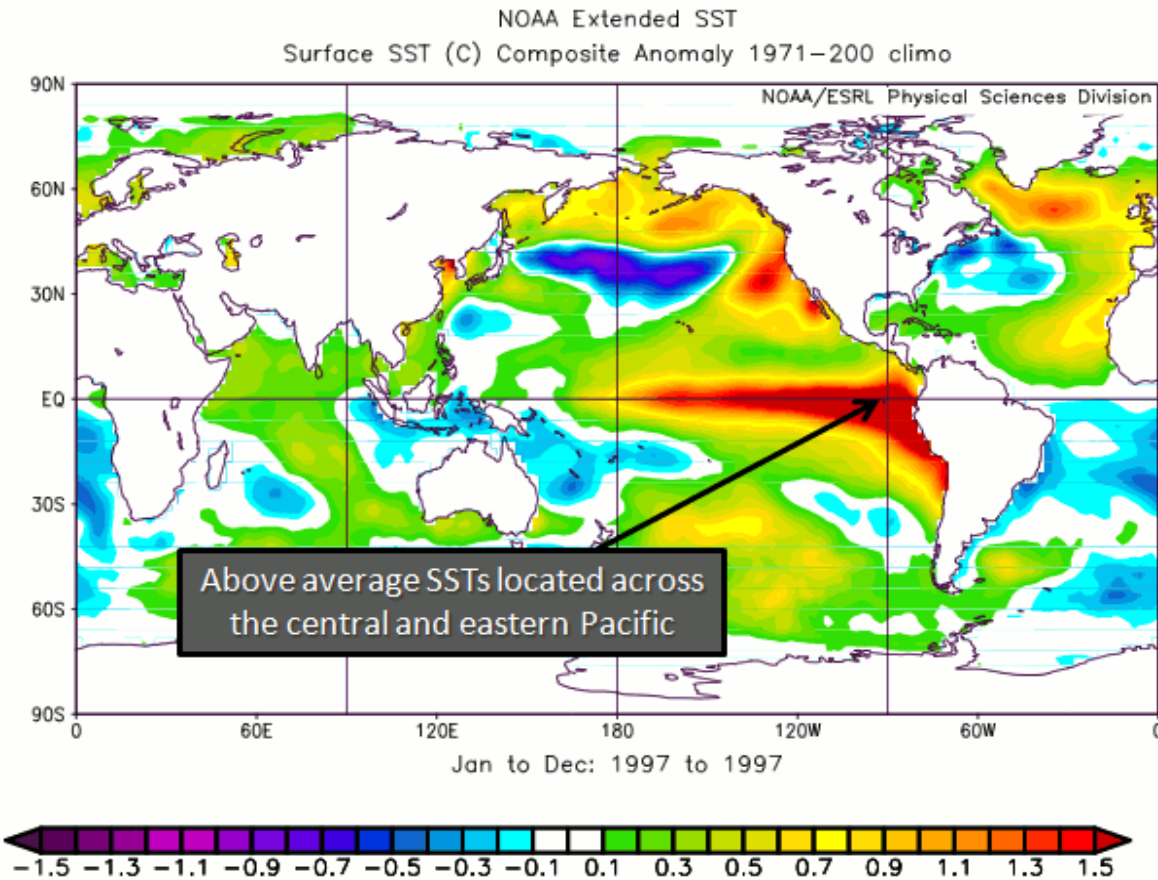 NOAA Extended SST
Surface SST (C) Composite Anomaly 1971-200 climo
90N
NOAA/ESRL Physical Sciences Division
60N
30N
EQ
30S
Above average SSTs located across
the central and eastern Pacific
60S
90S
0 60E 120E 180 120W 60W 0
Jan to Dec: 1997 to 1997
-1.5 -1.3 -1.1 -0.9 -0.7 -0.5 -0.3 -0.1 0.1 0.3 0.5 0.7 0.9 1.1 1.3 1.5